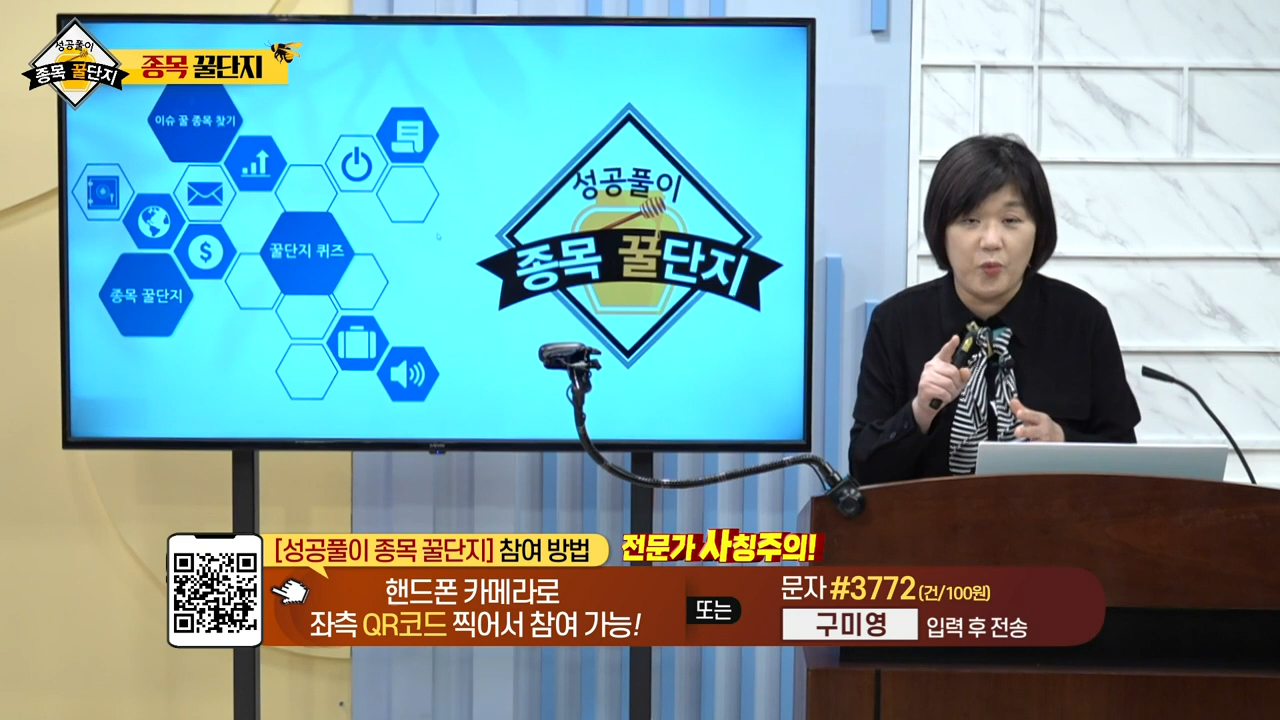 성공풀이
종목 꿀단지
종목 꿀단지
이슈 꿀 종목 찾기
꿀단지 퀴즈
종목 꿀단지
성공풀이
종목 꿀단지
[성공풀이 종목 꿀단지] 참여 방법
전문가 사칭주의!
핸드폰 카메라로
좌측 QR코드 찍어서 참여 가능!
또는
문자 #3772 (건/100원)
구미영 입력 후 전송